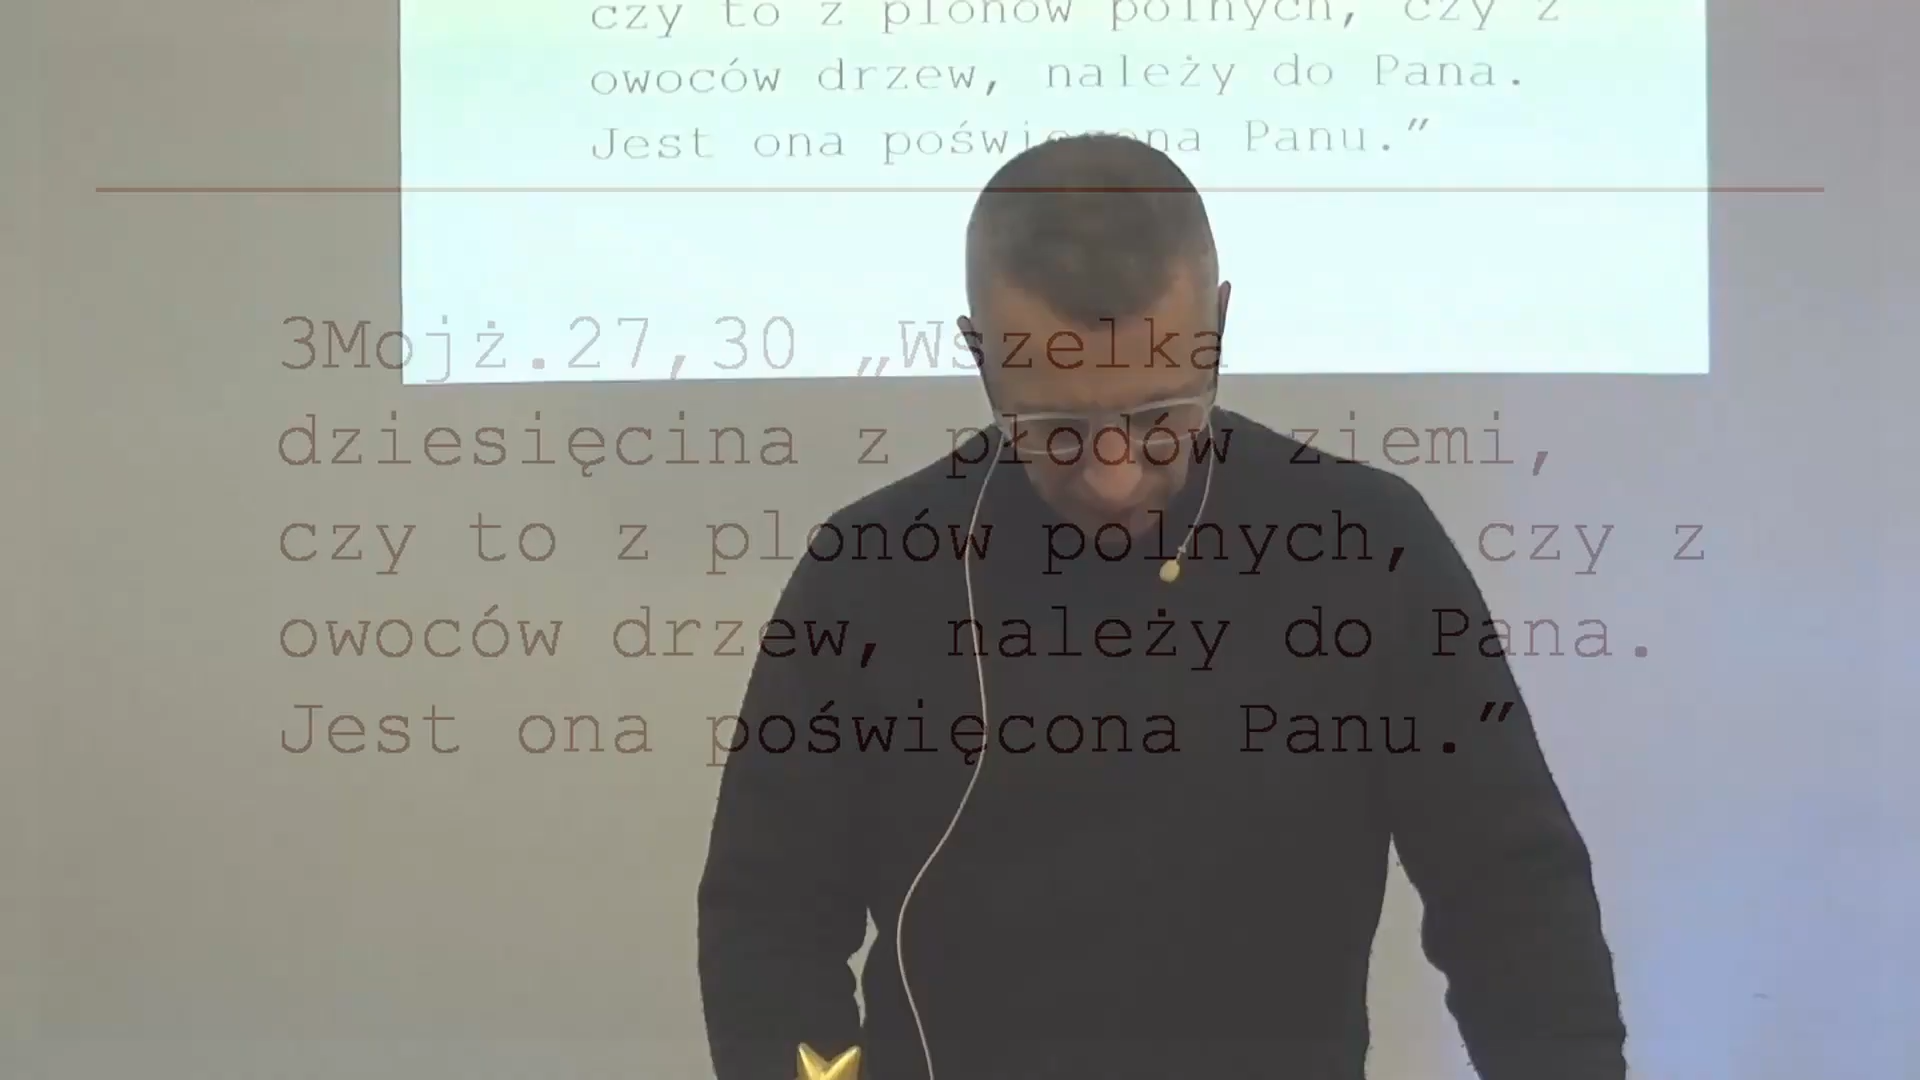 czy to z plonów polnych, czy z
owoców drzew, należy do Pana.
Jest ona poświęcona Panu.”
3Mojż.27,30 „Wszelka
dziesięcina z płodów ziemi,
czy to z plonów polnych, czy z
owoców drzew, należy do Pana.
Jest ona poświęcona Panu.”